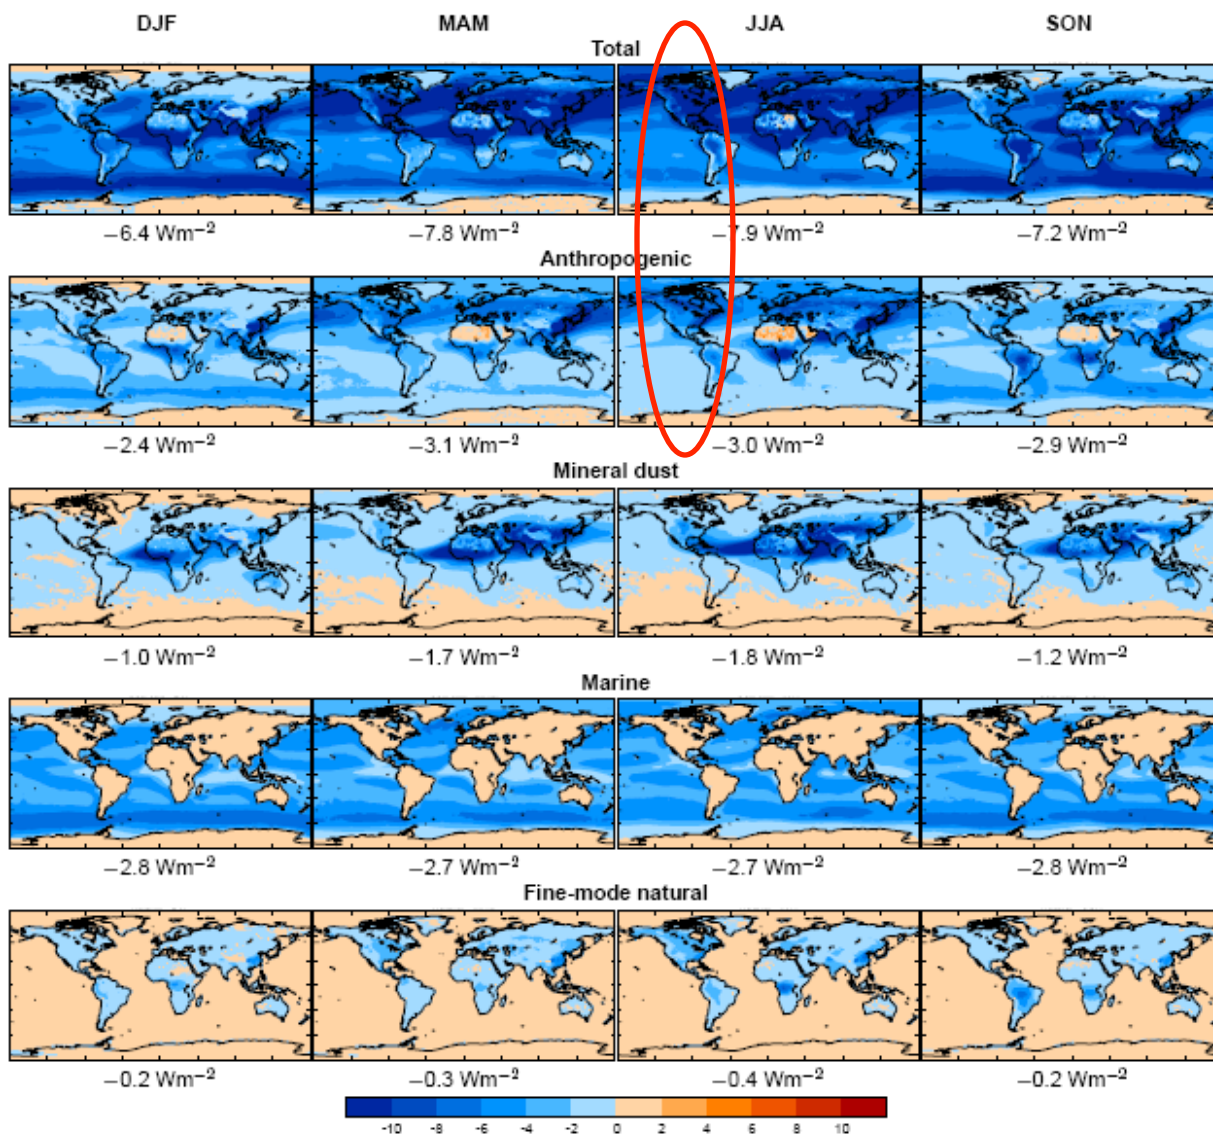 DJF MAM JJA SON
Total
−6.4 Wm−2 −7.8 Wm−2 −7.9 Wm−2 −7.2 Wm−2
Anthropogenic
−2.4 Wm−2 −3.1 Wm−2 −3.0 Wm−2 −2.9 Wm−2
Mineral dust
−1.0 Wm−2 −1.7 Wm−2 −1.8 Wm−2 −1.2 Wm−2
Marine
−2.8 Wm−2 −2.7 Wm−2 −2.7 Wm−2 −2.8 Wm−2
Fine-mode natural
−0.2 Wm−2 −0.3 Wm−2 −0.4 Wm−2 −0.2 Wm−2
-10 -8 -6 -4 -2 0 2 4 6 8 10